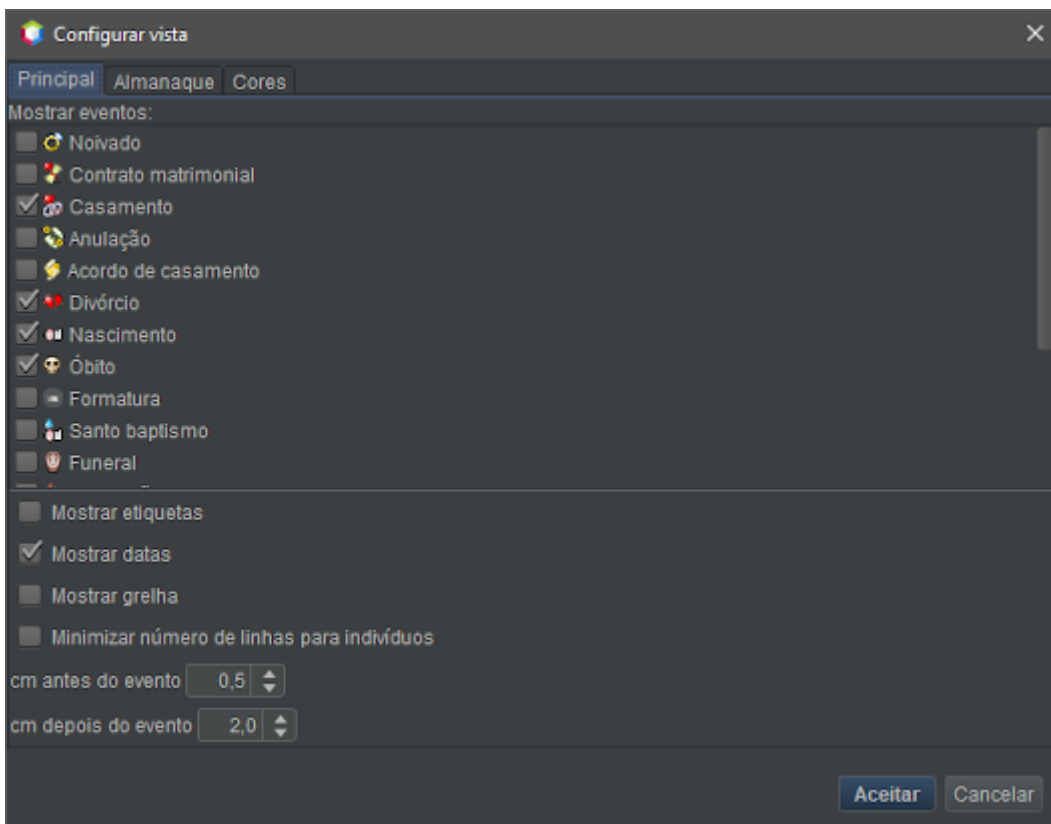 Configurar vista
Principal Almanaque Cores
Mostrar eventos:
Noivado
Contrato matrimonial
Casamento
Anulação
Acordo de casamento
Divórcio
Nascimento
Óbito
Formatura
Santo baptismo
Funeral
Mostrar etiquetas
Mostrar datas
Mostrar grelha
Minimizar número de linhas para indivíduos
cm antes do evento 0,5
cm depois do evento 2,0
Aceitar Cancelar